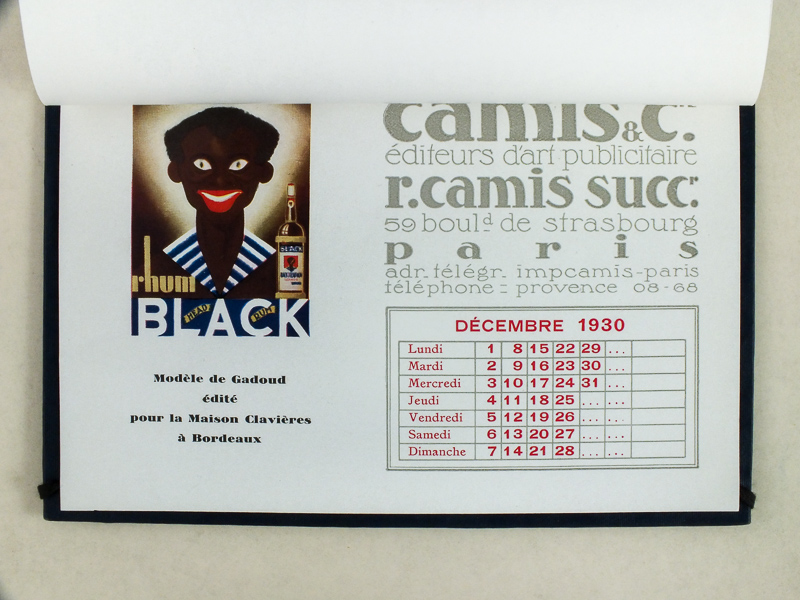 rhum
BLACK
HEAD RUM
BLACK
Modèle de Gadoud
édité
pour la Maison Clavières
à Bordeaux
camis & c.
éditeurs d'art publicitaire
r. camis succr.
59 bould de strasbourg
paris
adr. télégr. impcamis-paris
téléphone : provence 08-68
DÉCEMBRE 1930
Lundi 1 8 15 22 29 ...
Mardi 2 9 16 23 30 ...
Mercredi 3 10 17 24 31 ...
Jeudi 4 11 18 25 ... ...
Vendredi 5 12 19 26 ... ...
Samedi 6 13 20 27 ... ...
Dimanche 7 14 21 28 ... ...